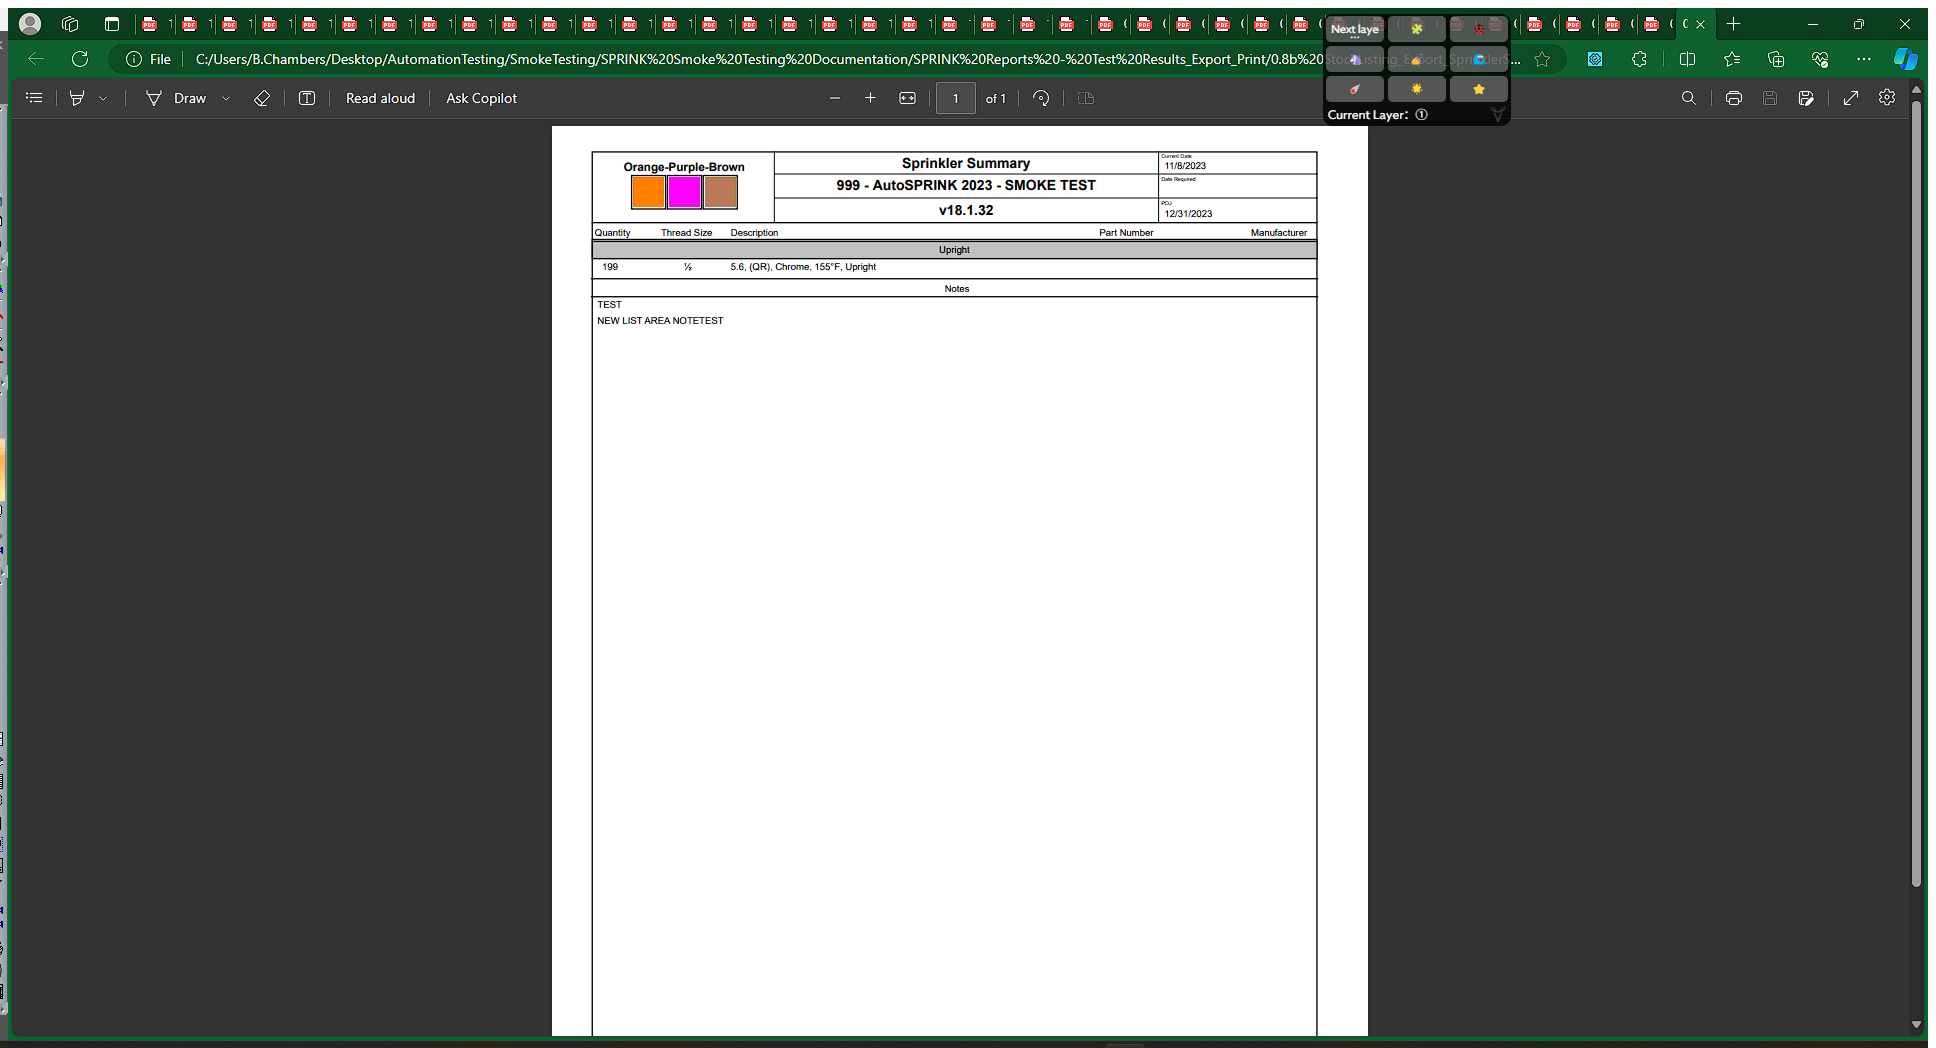 Next laye
File
C:/Users/B.Chambers/Desktop/AutomationTesting/SmokeTesting/SPRINK%20Smoke%20Testing%20Documentation/SPRINK%20Reports%20-%20Test%20Results_Export_Print/0.8b%20StockListing_Export_SprinklerS...
Draw
Read aloud
Ask Copilot
1
of 1
Current Layer: ①
Orange-Purple-Brown
Sprinkler Summary
Current Date
11/8/2023
999 - AutoSPRINK 2023 - SMOKE TEST
Date Required
v18.1.32
POJ
12/31/2023
Quantity Thread Size Description Part Number Manufacturer
Upright
199 ½ 5.6, (QR), Chrome, 155°F, Upright
Notes
TEST
NEW LIST AREA NOTETEST